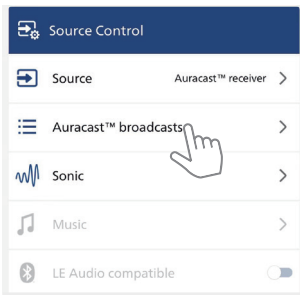 Source Control
Source Auracast™ receiver
Auracast™ broadcasts
Sonic
Music
LE Audio compatible